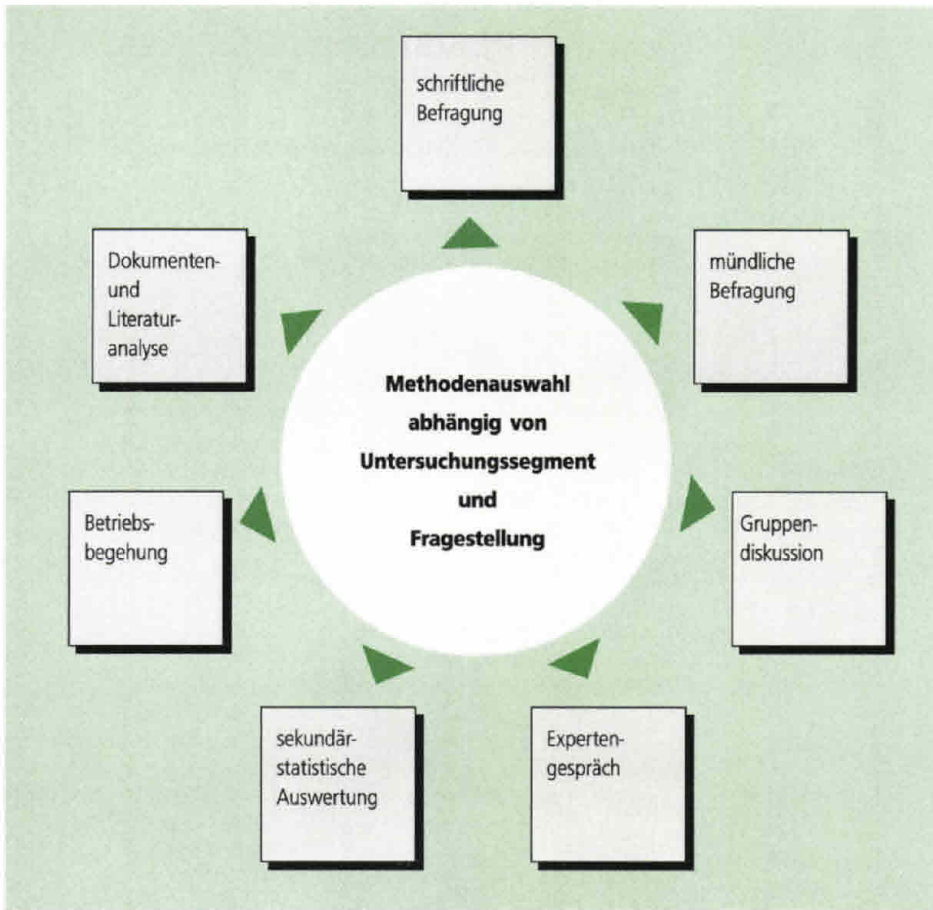 schriftliche
Befragung
mündliche
Befragung
Gruppen-
diskussion
Experten-
gespräch
sekundär-
statistische
Auswertung
Betriebs-
begehung
Dokumenten-
und
Literatur-
analyse
Methodenauswahl
abhängig von
Untersuchungssegment
und
Fragestellung